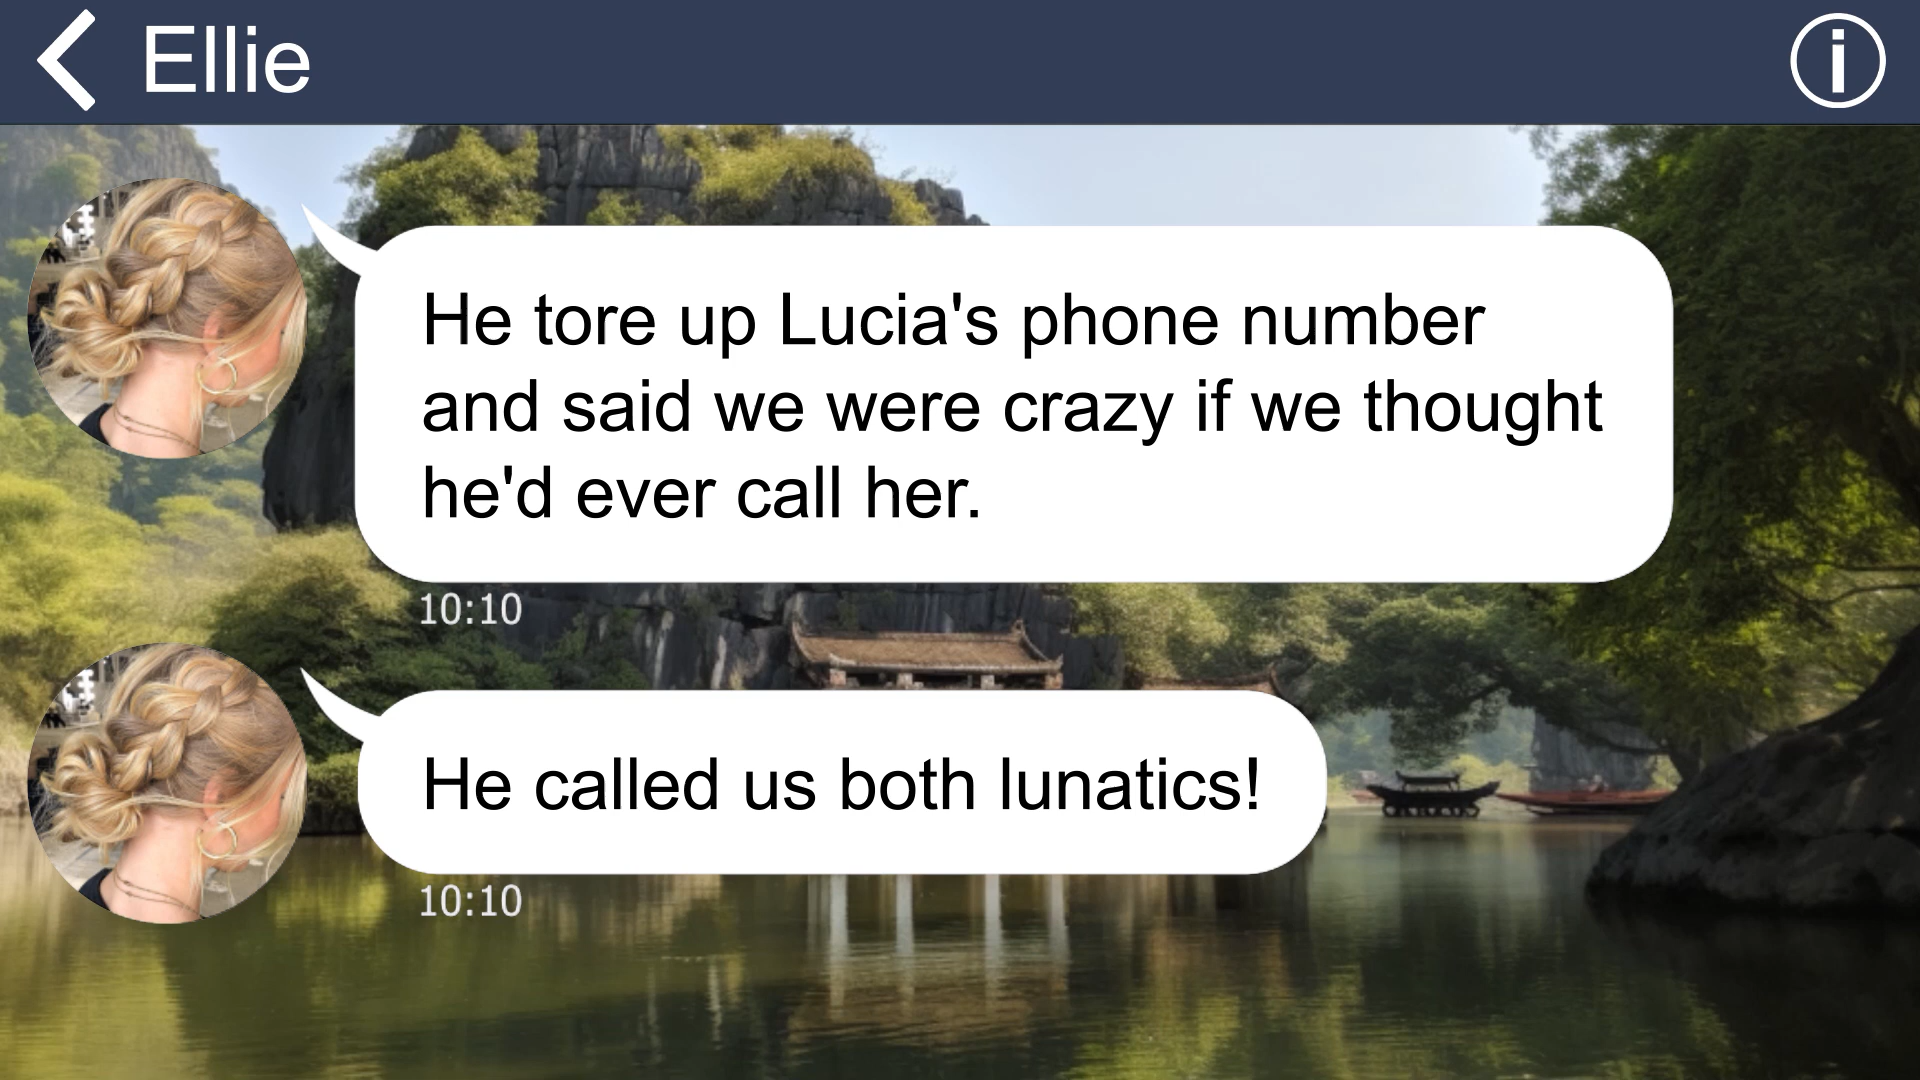 Ellie
He tore up Lucia's phone number
and said we were crazy if we thought
he'd ever call her.
10:10
He called us both lunatics!
10:10